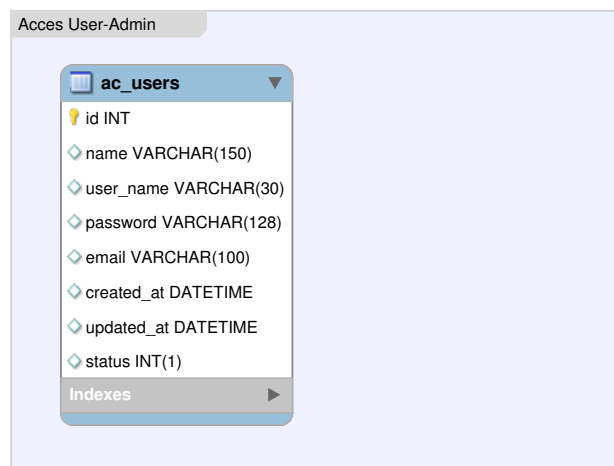 Acces User-Admin
ac_users
id INT
name VARCHAR(150)
user_name VARCHAR(30)
password VARCHAR(128)
email VARCHAR(100)
created_at DATETIME
updated_at DATETIME
status INT(1)
Indexes